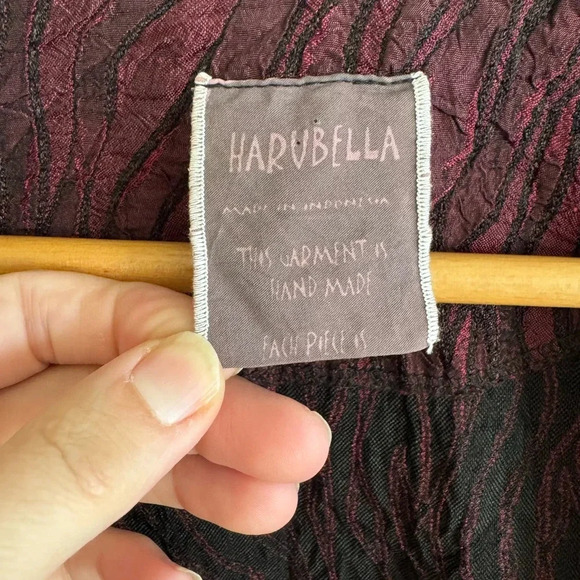 HARUBELLA
MADE IN INDONESIA
THIS GARMENT IS
HAND MADE
EACH PIECE IS